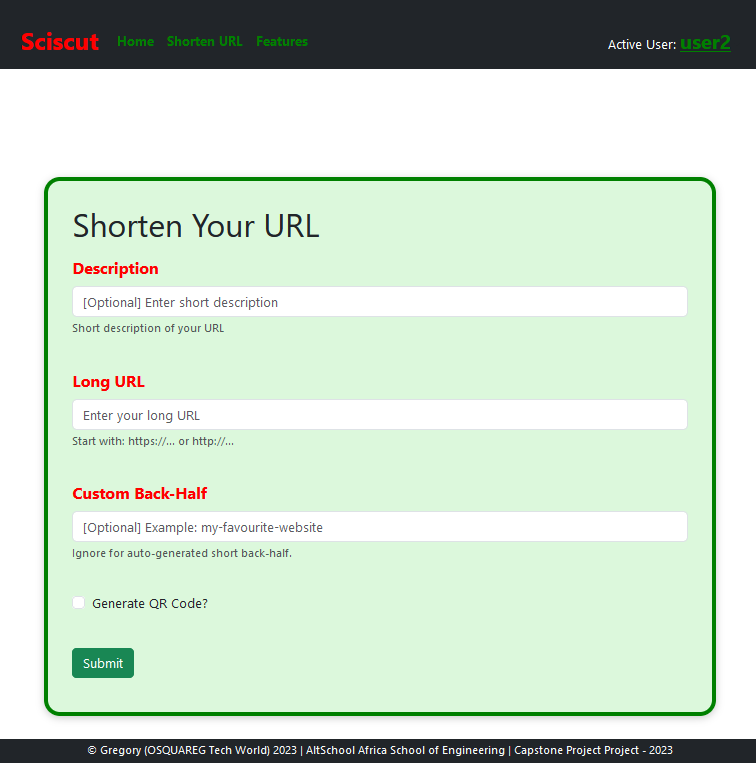 Sciscut Home Shorten URL Features Active User: user2
Shorten Your URL
Description
[Optional] Enter short description
Short description of your URL
Long URL
Enter your long URL
Start with: https://... or http://...
Custom Back-Half
[Optional] Example: my-favourite-website
Ignore for auto-generated short back-half.
Generate QR Code?
Submit
© Gregory (OSQUAREG Tech World) 2023 | AltSchool Africa School of Engineering | Capstone Project Project - 2023